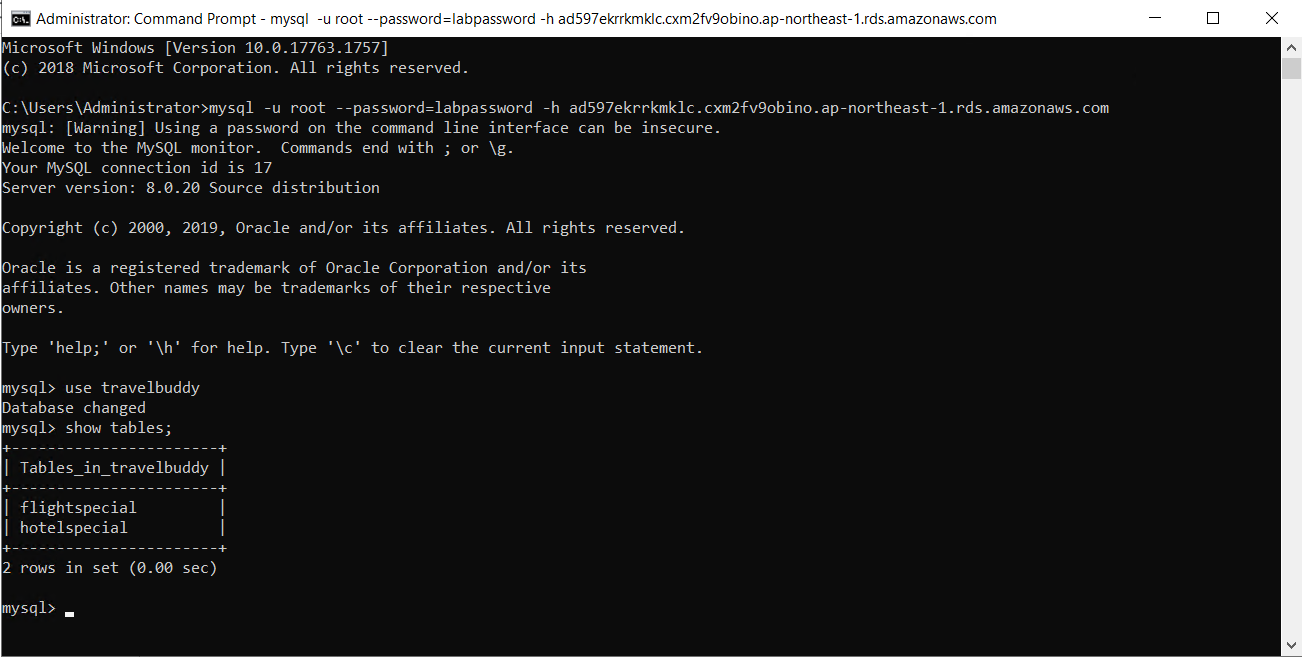 Administrator: Command Prompt - mysql  -u root --password=labpassword -h ad597ekrrkmklc.cxm2fv9obino.ap-northeast-1.rds.amazonaws.com
Microsoft Windows [Version 10.0.17763.1757]
(c) 2018 Microsoft Corporation. All rights reserved.

C:\Users\Administrator>mysql -u root --password=labpassword -h ad597ekrrkmklc.cxm2fv9obino.ap-northeast-1.rds.amazonaws.com
mysql: [Warning] Using a password on the command line interface can be insecure.
Welcome to the MySQL monitor.  Commands end with ; or \g.
Your MySQL connection id is 17
Server version: 8.0.20 Source distribution

Copyright (c) 2000, 2019, Oracle and/or its affiliates. All rights reserved.

Oracle is a registered trademark of Oracle Corporation and/or its
affiliates. Other names may be trademarks of their respective
owners.

Type 'help;' or '\h' for help. Type '\c' to clear the current input statement.

mysql> use travelbuddy
Database changed
mysql> show tables;
+-----------------------+
| Tables_in_travelbuddy |
+-----------------------+
| flightspecial         |
| hotelspecial          |
+-----------------------+
2 rows in set (0.00 sec)

mysql>